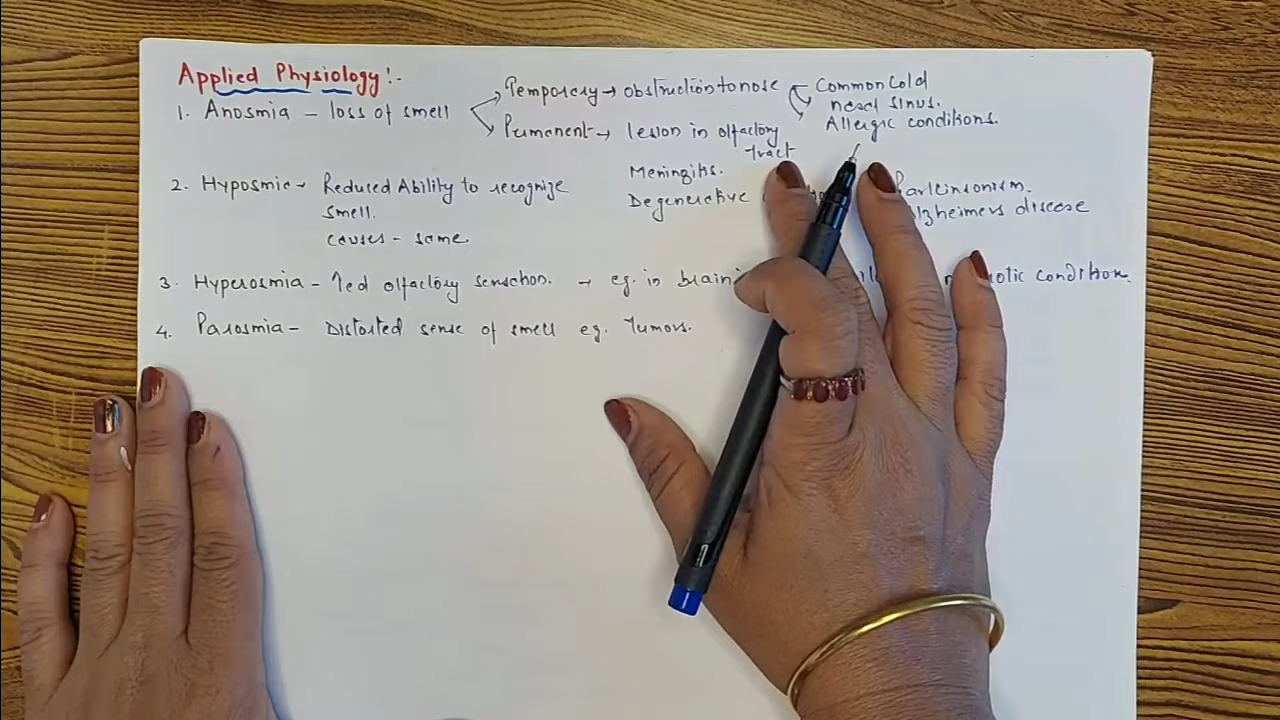 Applied Physiology:-
1. Anosmia - loss of smell
Temporary → obstruction to nose
Common cold
nasal sinus.
Allergic conditions.
Permanent → lesion in olfactory
tract
Meningitis.
Degenerative
Parkinsonism.
Alzheimers disease
2. Hyposmia → Reduced Ability to recognize
smell.
causes - same.
3. Hyperosmia - ↑ed olfactory sensation. → eg. in brain condition.
4. Parosmia - Distorted sense of smell eg. Tumors.